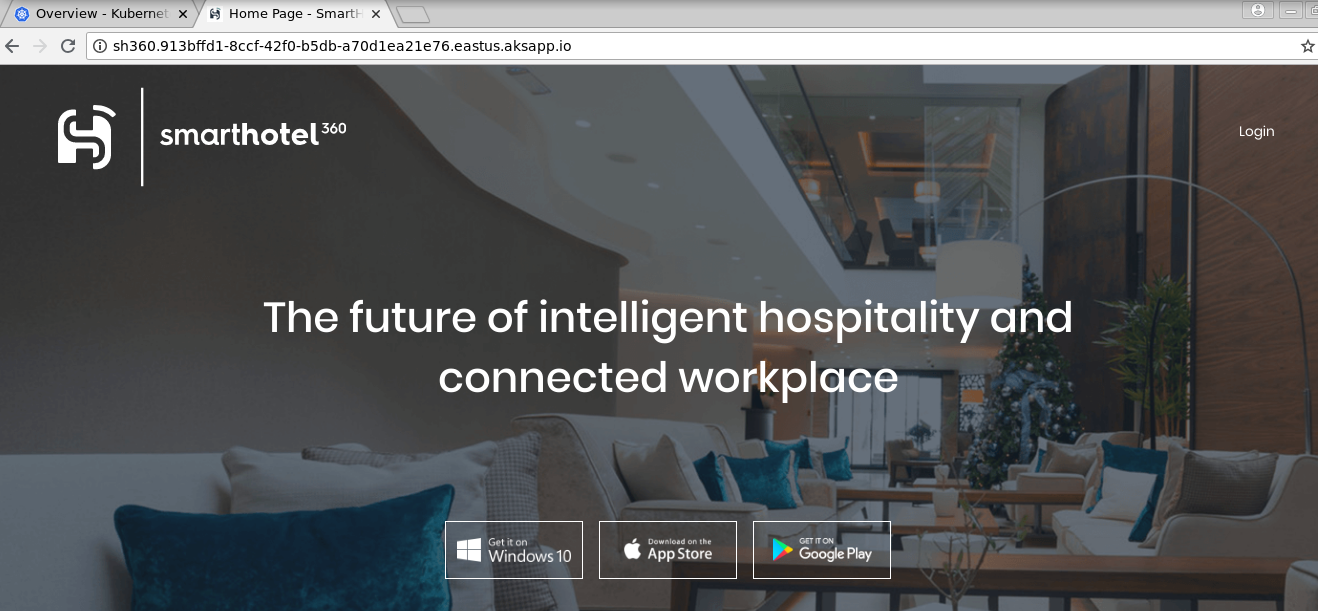 Overview - Kubernet
Home Page - SmartH
sh360.913bffd1-8ccf-42f0-b5db-a70d1ea21e76.eastus.aksapp.io
smarthotel360
Login
The future of intelligent hospitality and
connected workplace
Get it on
Windows 10
Download on the
App Store
GET IT ON
Google Play